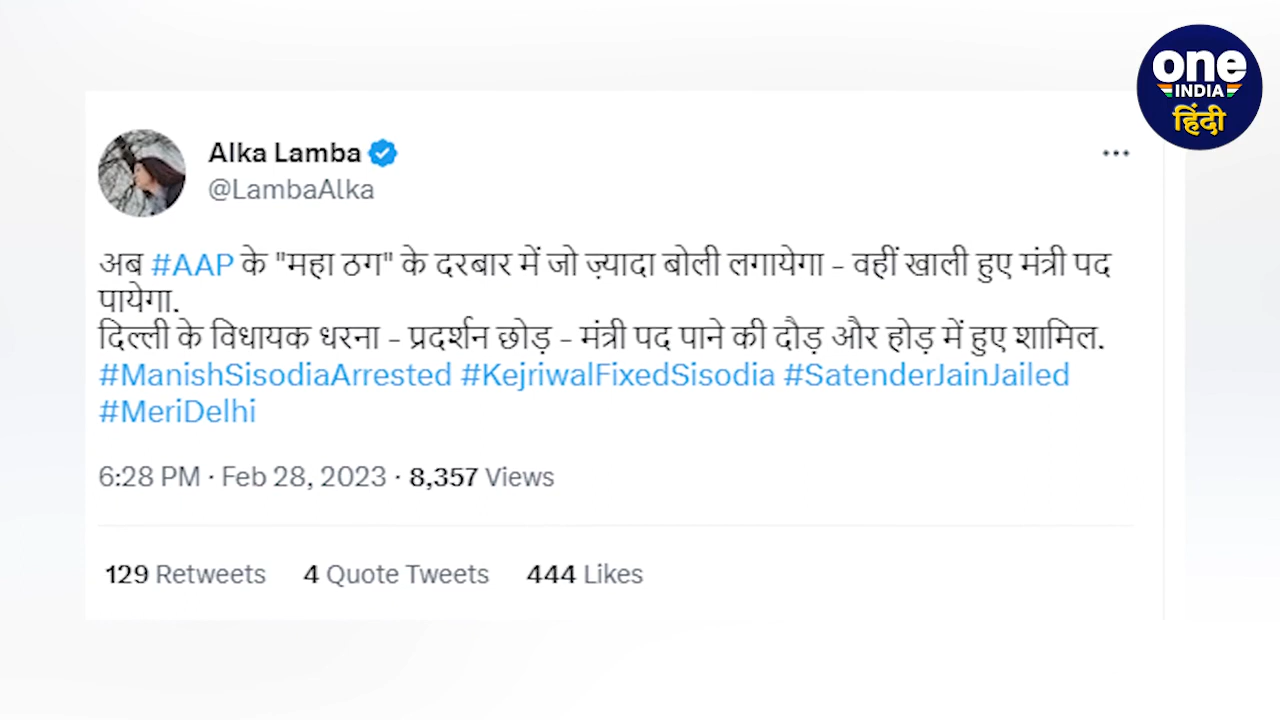 one
INDIA
हिंदी
Alka Lamba
@LambaAlka
अब #AAP के "महा ठग" के दरबार में जो ज़्यादा बोली लगायेगा - वहीं खाली हुए मंत्री पद
पायेगा.
दिल्ली के विधायक धरना - प्रदर्शन छोड़ - मंत्री पद पाने की दौड़ और होड़ में हुए शामिल.
#ManishSisodiaArrested #KejriwalFixedSisodia #SatenderJainJailed
#MeriDelhi
6:28 PM · Feb 28, 2023 · 8,357 Views
129 Retweets 4 Quote Tweets 444 Likes